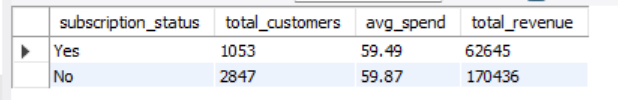 subscription_status total_customers avg_spend total_revenue
Yes 1053 59.49 62645
No 2847 59.87 170436